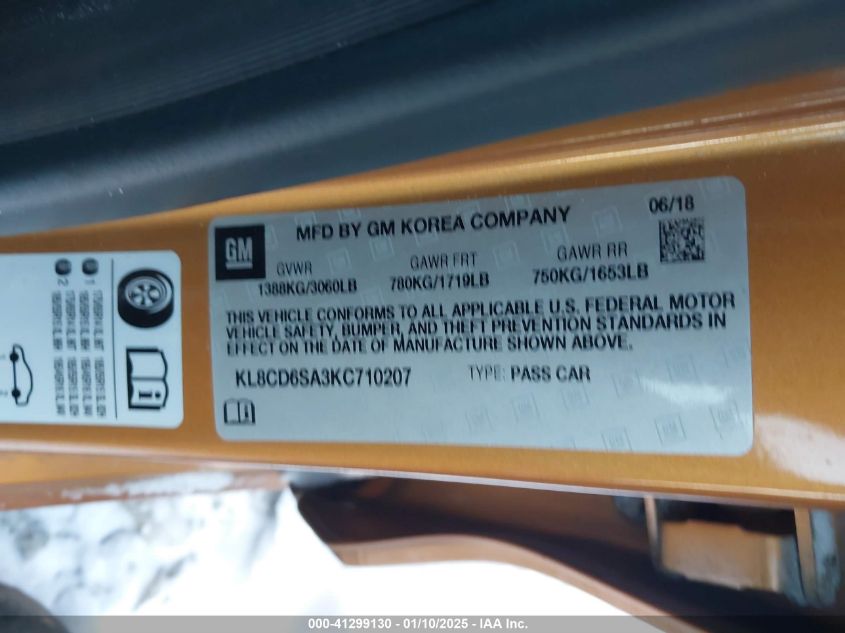 GM
MFD BY GM KOREA COMPANY
06/18
GVWR
GAWR FRT
GAWR RR
1388KG/3060LB
780KG/1719LB
750KG/1653LB
THIS VEHICLE CONFORMS TO ALL APPLICABLE U.S. FEDERAL MOTOR
VEHICLE SAFETY, BUMPER, AND THEFT PREVENTION STANDARDS IN
EFFECT ON THE DATE OF MANUFACTURE SHOWN ABOVE.
KL8CD6SA3KC710207
TYPE: PASS CAR
000-41299130 - 01/10/2025 - IAA Inc.